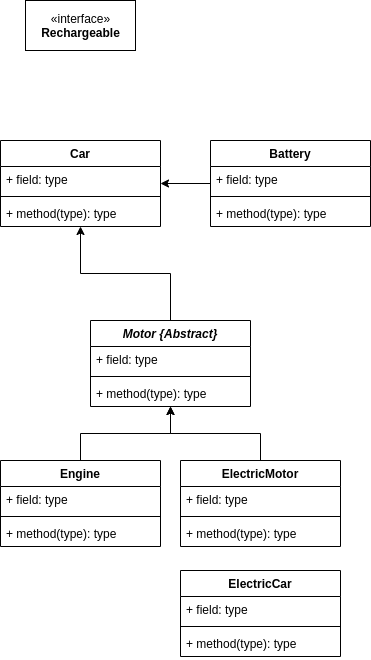 «interface»
Rechargeable
Car
+ field: type
+ method(type): type
Battery
+ field: type
+ method(type): type
Motor {Abstract}
+ field: type
+ method(type): type
Engine
+ field: type
+ method(type): type
ElectricMotor
+ field: type
+ method(type): type
ElectricCar
+ field: type
+ method(type): type